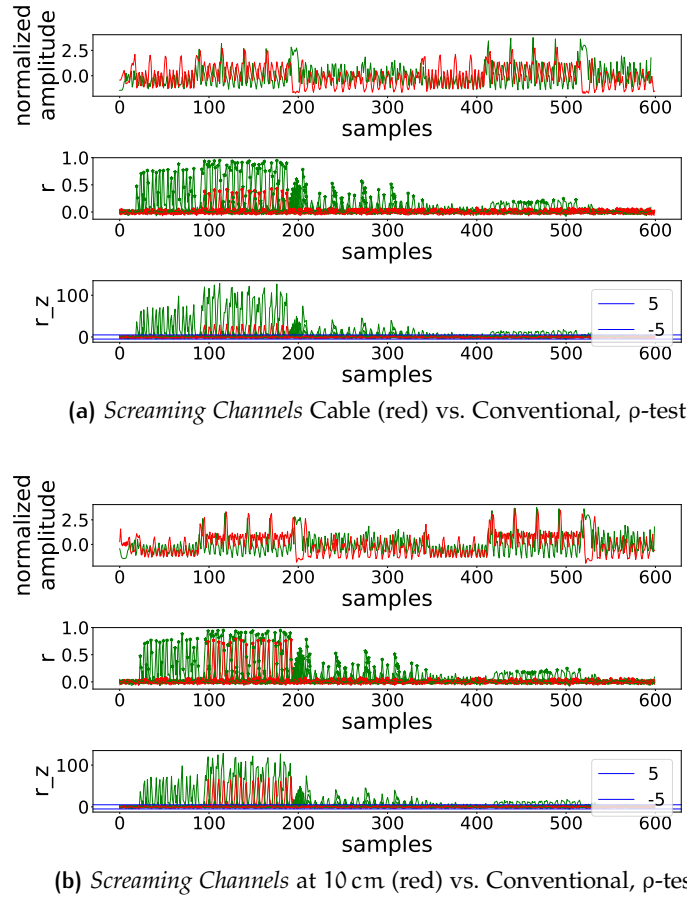 normalized
amplitude
2.5
0.0
0 100 200 300 400 500 600
samples
r
1.0
0.5
0.0
0 100 200 300 400 500 600
samples
r_z
100
0
5
-5
0 100 200 300 400 500 600
samples
(a) Screaming Channels Cable (red) vs. Conventional, ρ-test
normalized
amplitude
2.5
0.0
0 100 200 300 400 500 600
samples
r
1.0
0.5
0.0
0 100 200 300 400 500 600
samples
r_z
100
0
5
-5
0 100 200 300 400 500 600
samples
(b) Screaming Channels at 10 cm (red) vs. Conventional, ρ-tes